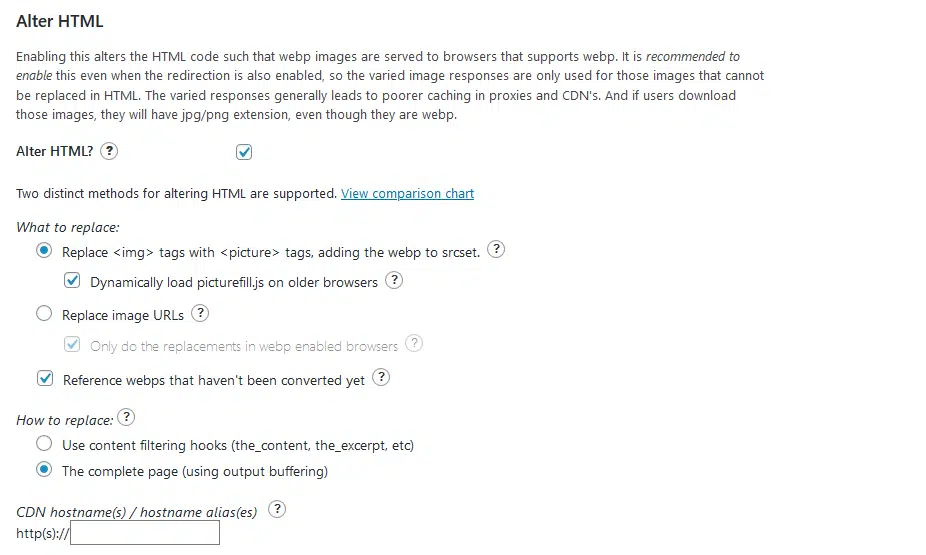 Alter HTML
Enabling this alters the HTML code such that webp images are served to browsers that supports webp. It is recommended to
enable this even when the redirection is also enabled, so the varied image responses are only used for those images that cannot
be replaced in HTML. The varied responses generally leads to poorer caching in proxies and CDN's. And if users download
those images, they will have jpg/png extension, even though they are webp.
Alter HTML? ?
Two distinct methods for altering HTML are supported. View comparison chart
What to replace:
Replace <img> tags with <picture> tags, adding the webp to srcset. ?
Dynamically load picturefill.js on older browsers ?
Replace image URLs ?
Only do the replacements in webp enabled browsers ?
Reference webps that haven't been converted yet ?
How to replace: ?
Use content filtering hooks (the_content, the_excerpt, etc)
The complete page (using output buffering)
CDN hostname(s) / hostname alias(es) ?
http(s)://